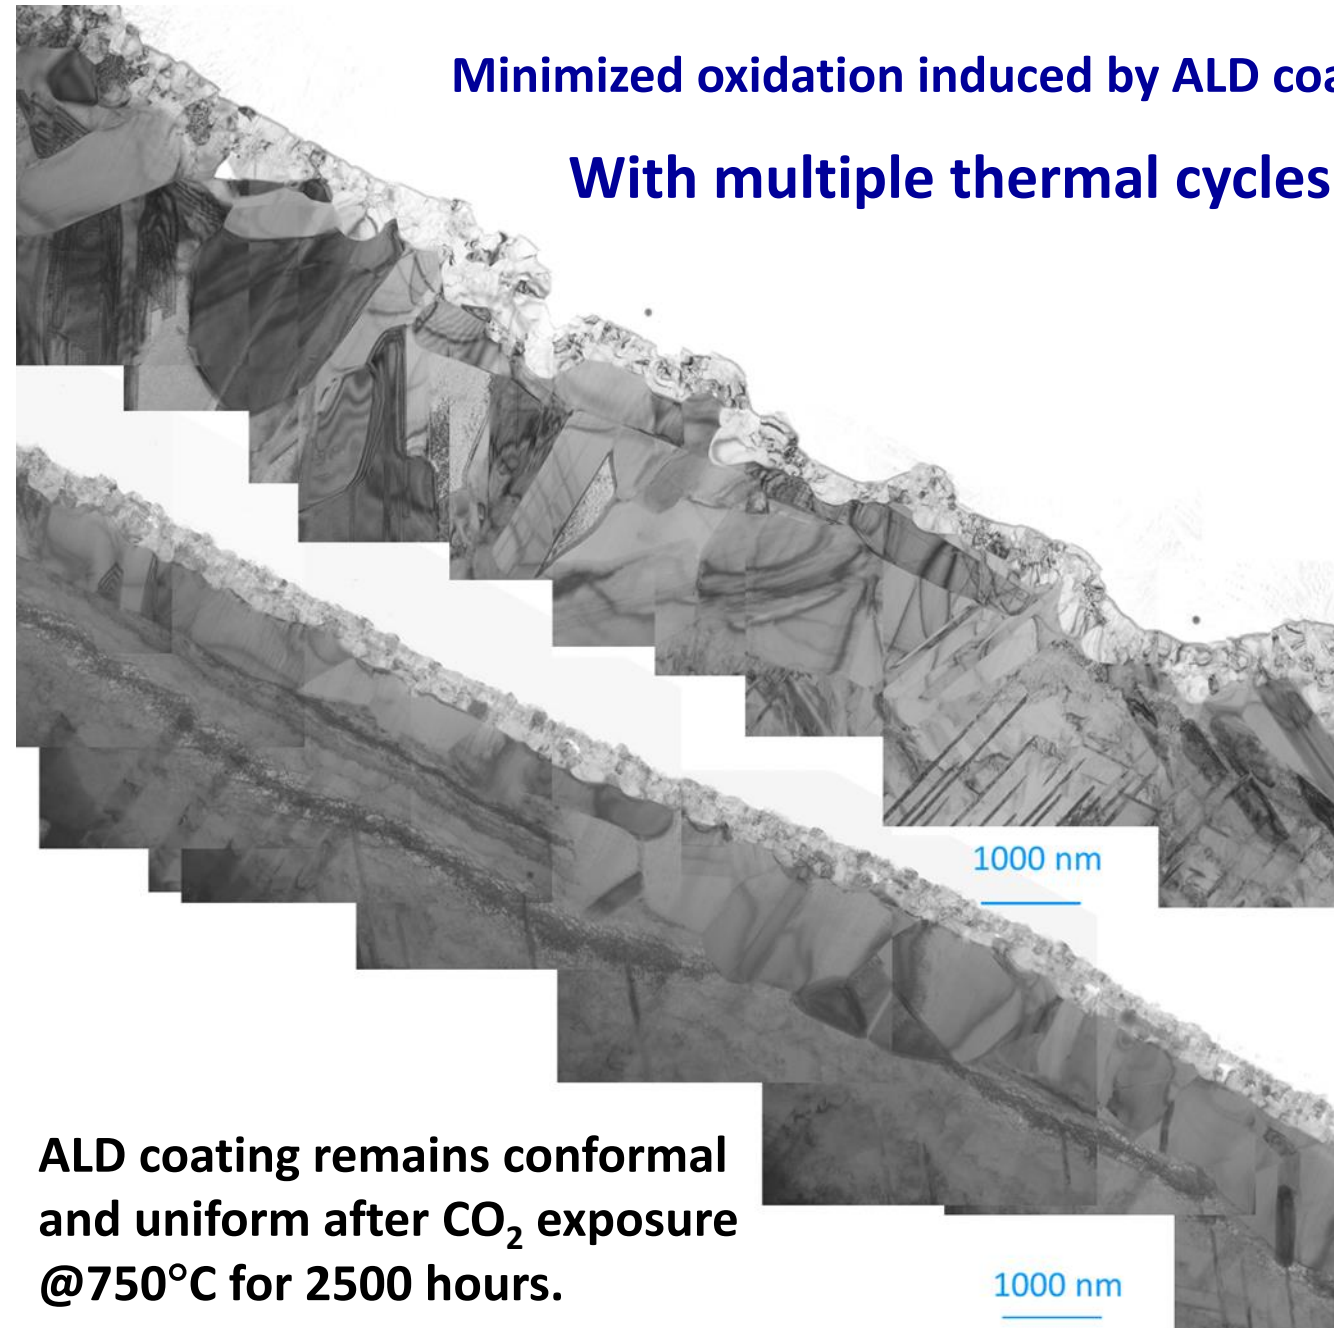 Minimized oxidation induced by ALD
With multiple thermal cycles
1000 nm
ALD coating remains conformal
and uniform after CO₂ exposure
@750°C for 2500 hours.
1000 nm